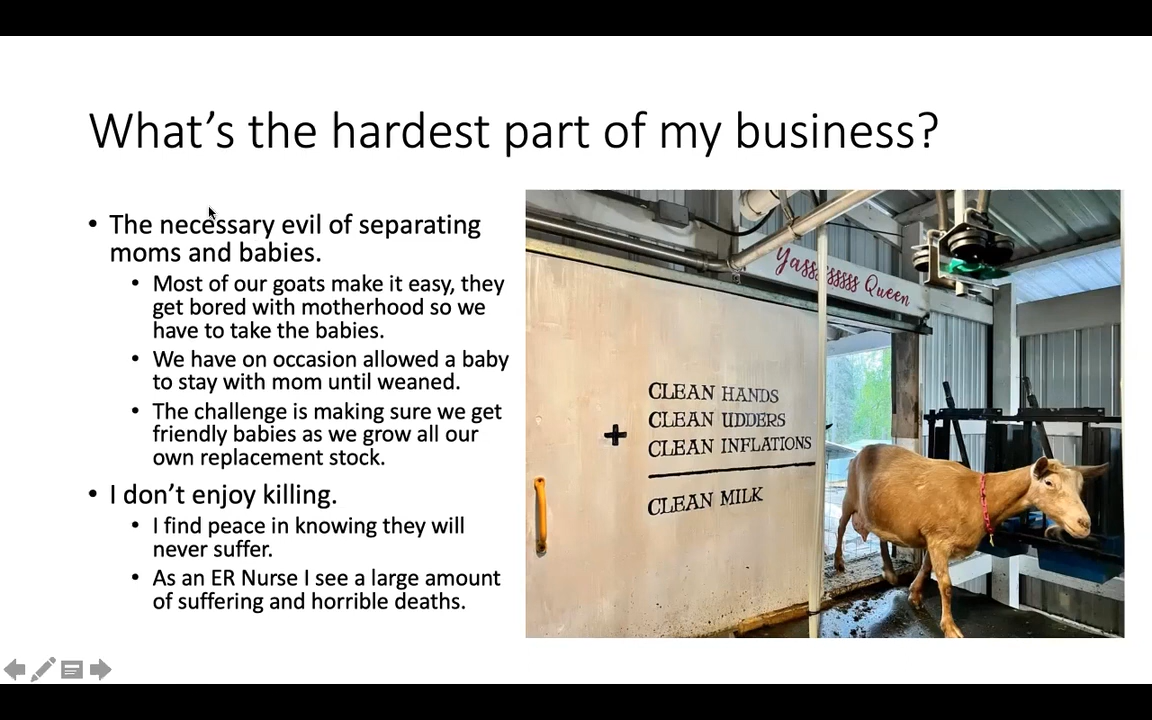 What’s the hardest part of my business?
• The necessary evil of separating
moms and babies.
• Most of our goats make it easy, they
get bored with motherhood so we
have to take the babies.
• We have on occasion allowed a baby
to stay with mom until weaned.
• The challenge is making sure we get
friendly babies as we grow all our
own replacement stock.
• I don’t enjoy killing.
• I find peace in knowing they will
never suffer.
• As an ER Nurse I see a large amount
of suffering and horrible deaths.
Yasssssssss Queen
CLEAN HANDS
CLEAN UDDERS
+ CLEAN INFLATIONS
CLEAN MILK